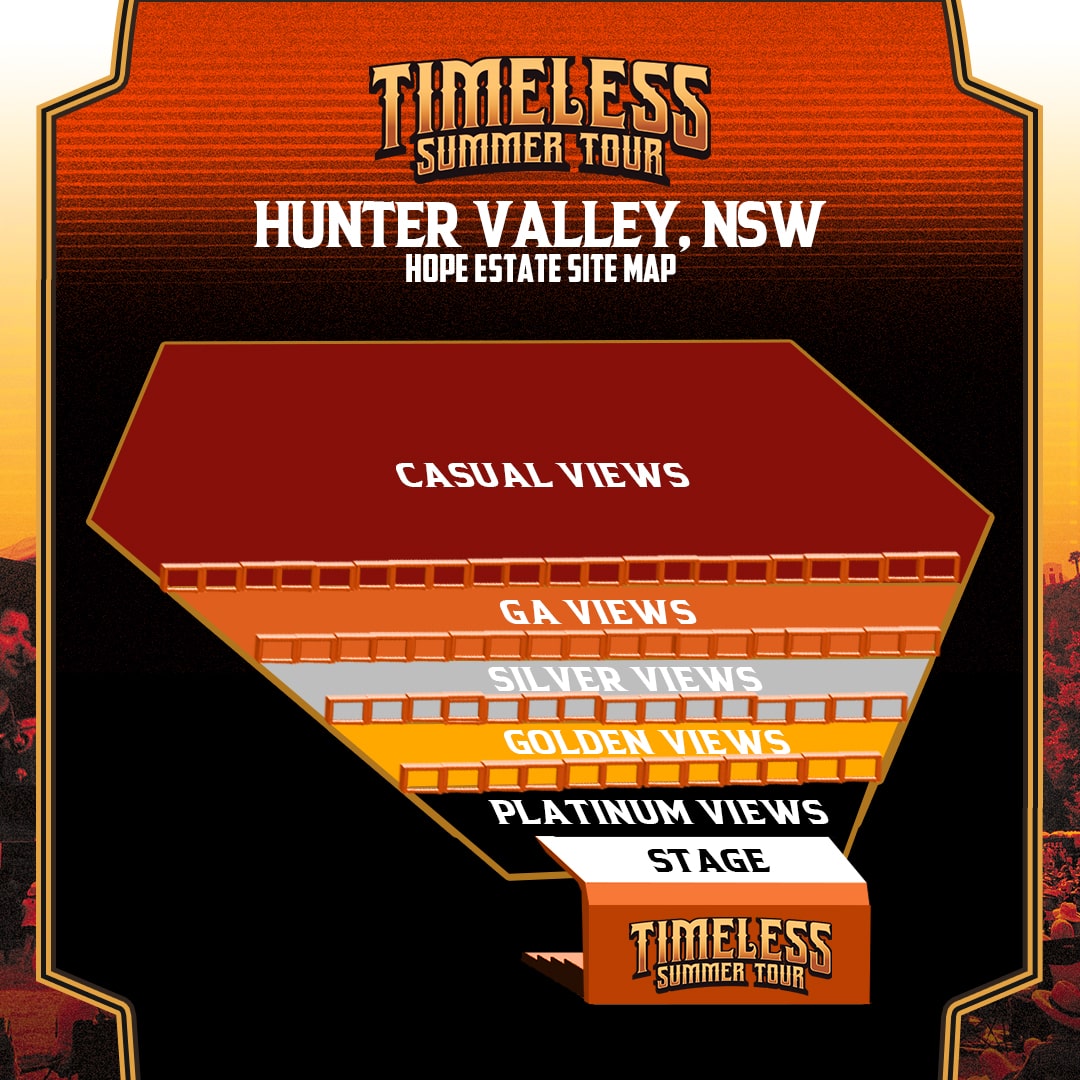 TIMELESS
SUMMER TOUR
HUNTER VALLEY, NSW
HOPE ESTATE SITE MAP
CASUAL VIEWS
GA VIEWS
SILVER VIEWS
GOLDEN VIEWS
PLATINUM VIEWS
STAGE
TIMELESS
SUMMER TOUR